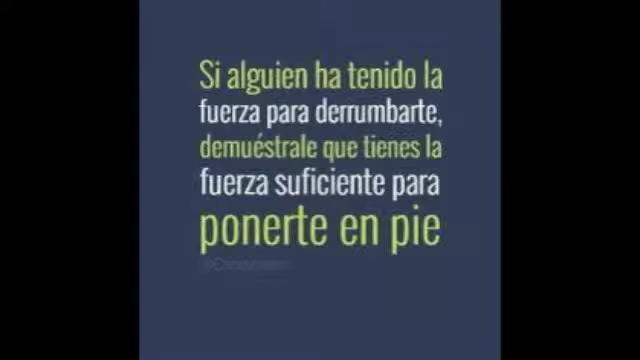 Si alguien ha tenido la
fuerza para derrumbarte,
demuéstrale que tienes la
fuerza suficiente para
ponerte en pie